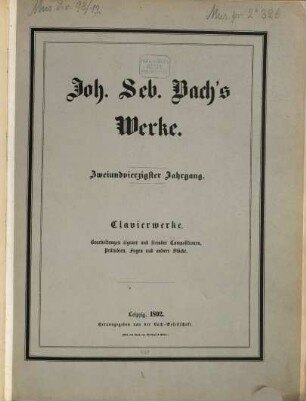 Joh. Seb. Bach's
Werke.
Zweiundvierzigster Jahrgang.
Clavierwerke.
Bearbeitungen eigener und fremder Compositionen,
Präludien, Fugen und andere Stücke.
Leipzig, 1892.
Herausgegeben von der Bach-Gesellschaft.